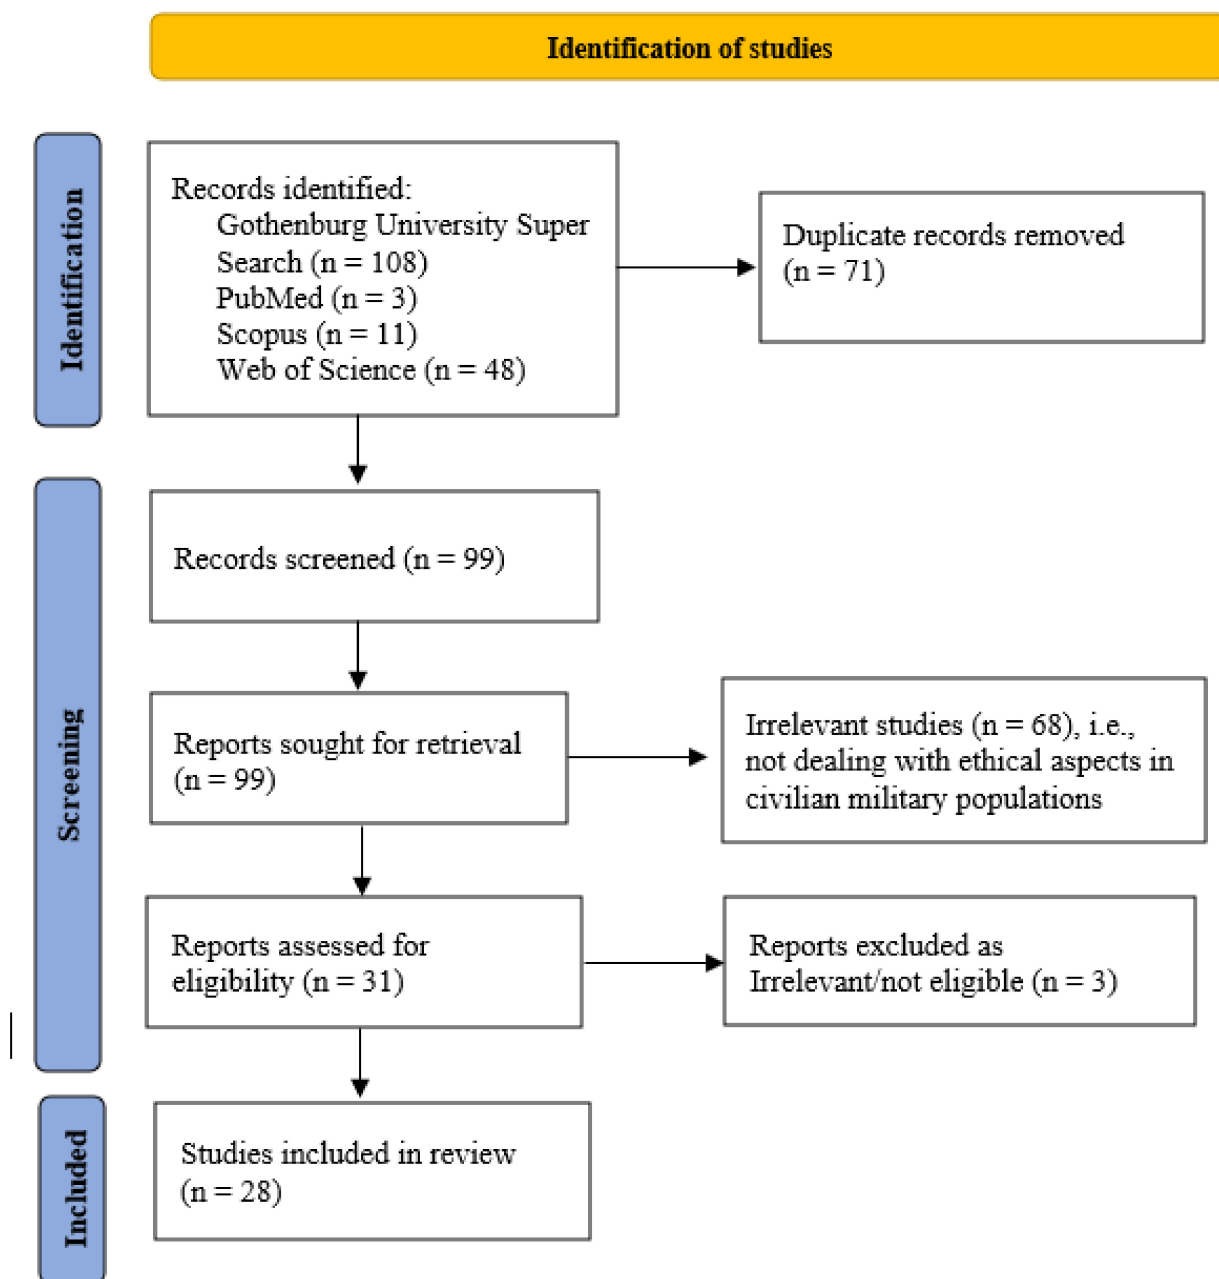 Identification of studies
Identification
Records identified:
Gothenburg University Super
Search (n = 108)
PubMed (n = 3)
Scopus (n = 11)
Web of Science (n = 48)
Duplicate records removed
(n = 71)
Screening
Records screened (n = 99)
Reports sought for retrieval
(n = 99)
Irrelevant studies (n = 68), i.e.,
not dealing with ethical aspects in
civilian military populations
Reports assessed for
eligibility (n = 31)
Reports excluded as
Irrelevant/not eligible (n = 3)
Included
Studies included in review
(n = 28)